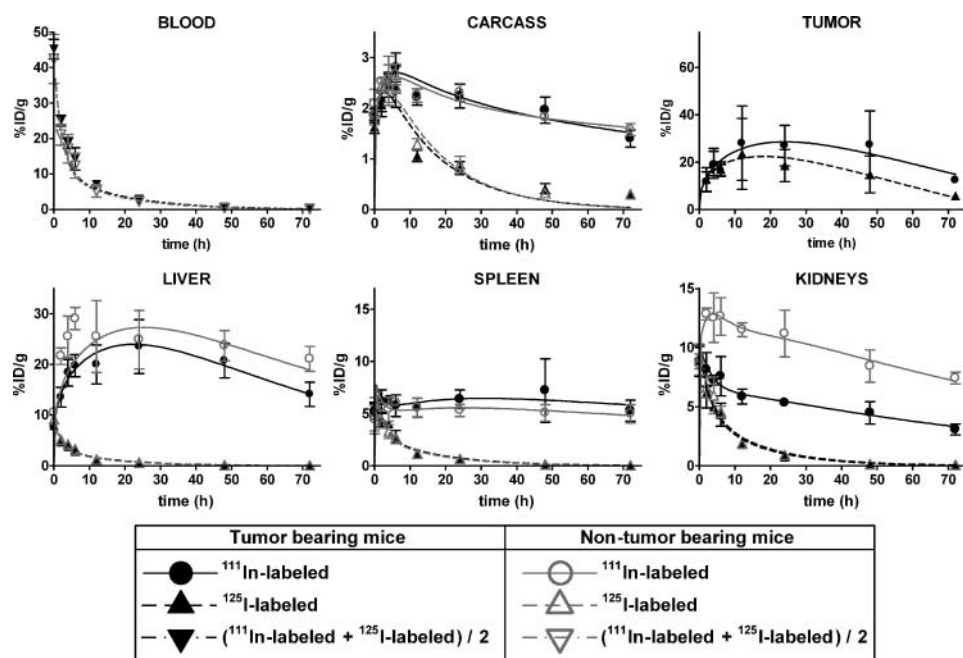 BLOOD
50
40
30
20
10
0
%ID/g
0 10 20 30 40 50 60 70
time (h)
CARCASS
3
2
1
0
%ID/g
0 10 20 30 40 50 60 70
time (h)
TUMOR
60
40
20
0
%ID/g
0 10 20 30 40 50 60 70
time (h)
LIVER
30
20
10
0
%ID/g
0 10 20 30 40 50 60 70
time (h)
SPLEEN
15
10
5
0
%ID/g
0 10 20 30 40 50 60 70
time (h)
KIDNEYS
15
10
5
0
%ID/g
0 10 20 30 40 50 60 70
time (h)
Tumor bearing mice Non-tumor bearing mice
¹¹¹In-labeled ¹¹¹In-labeled
¹²⁵I-labeled ¹²⁵I-labeled
(¹¹¹In-labeled + ¹²⁵I-labeled) / 2 (¹¹¹In-labeled + ¹²⁵I-labeled) / 2